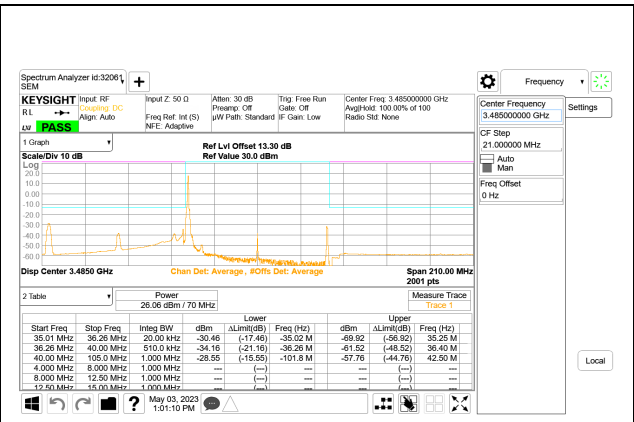 Spectrum Analyzer id:32061
SEM
Frequency
KEYSIGHT Input: RF Input Z: 50 Ω Atten: 30 dB Trig: Free Run Center Freq: 3.485000000 GHz
R L Coupling: DC Preamp: Off Gate: Off Avg|Hold: 100.00% of 100
Align: Auto Freq Ref: Int (S) µW Path: Standard IF Gain: Low Radio Std: None
LXI PASS NFE: Adaptive
Center Frequency
3.485000000 GHz
Settings
CF Step
21.000000 MHz
Auto
Man
Freq Offset
0 Hz
1 Graph
Ref Lvl Offset 13.30 dB
Scale/Div 10 dB Ref Value 30.0 dBm
Log
20.0
10.0
0.00
-10.0
-20.0
-30.0
-40.0
-50.0
-60.0
Disp Center 3.4850 GHz Chan Det: Average , #Offs Det: Average Span 210.00 MHz
2001 pts
2 Table
Power
26.06 dBm / 70 MHz
Measure Trace
Trace 1
Lower Upper
Start Freq Stop Freq Integ BW dBm ΔLimit(dB) Freq (Hz) dBm ΔLimit(dB) Freq (Hz)
35.01 MHz 36.26 MHz 20.00 kHz -30.46 (-17.46) -35.02 M -69.92 (-56.92) 35.25 M
36.26 MHz 40.00 MHz 510.0 kHz -34.16 (-21.16) -36.26 M -61.52 (-48.52) 36.40 M
40.00 MHz 105.0 MHz 1.000 MHz -28.55 (-15.55) -101.8 M -57.76 (-44.76) 42.50 M
4.000 MHz 8.000 MHz 1.000 MHz --- (---) --- (---)
8.000 MHz 12.50 MHz 1.000 MHz --- (---) --- (---)
12.50 MHz 15.00 MHz 1.000 MHz --- (---) --- (---)
Local
May 03, 2023
1:01:10 PM